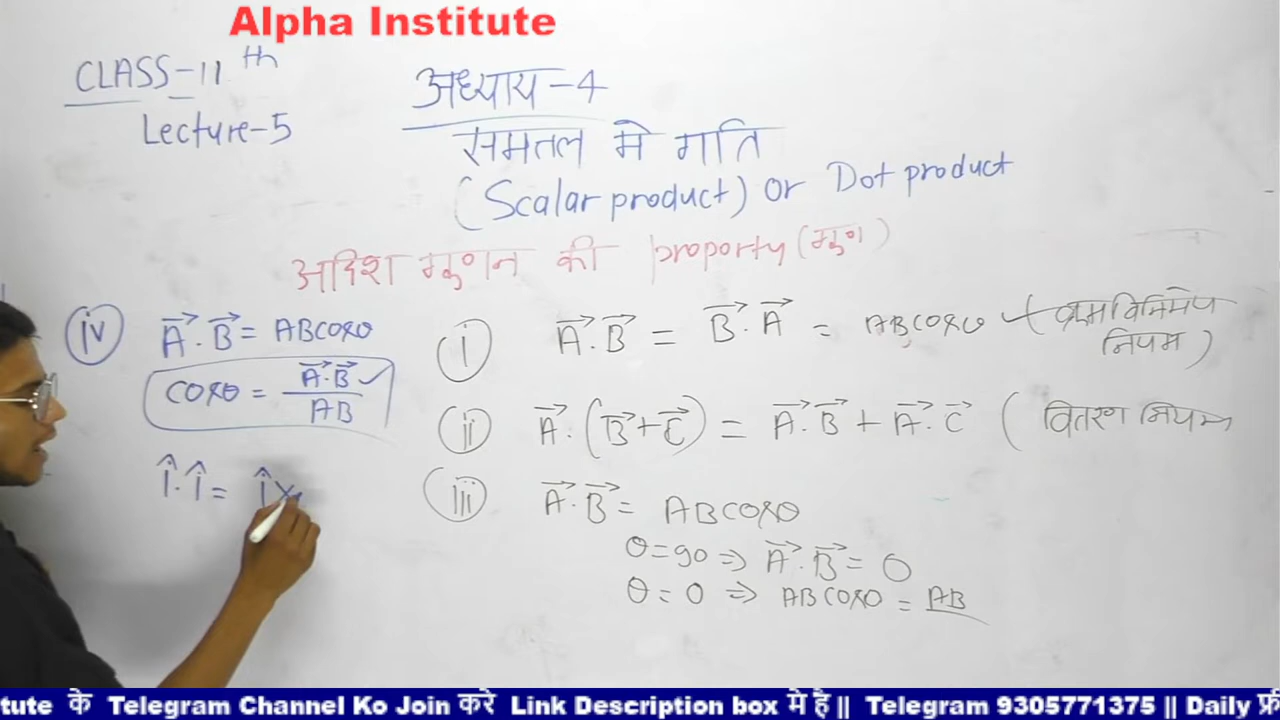 Alpha Institute
CLASS-11th
Lecture-5
अध्याय-4
समतल मे गति
(Scalar product) or Dot product
अदिश गुणन की proporty (गुण)
(iv) A⃗·B⃗ = ABcosθ
cosθ = A⃗·B⃗ / AB
î·î = î×
(i) A⃗·B⃗ = B⃗·A⃗ = ABcosθ (क्रमविनिमेय नियम)
(ii) A⃗·(B⃗+C⃗) = A⃗·B⃗ + A⃗·C⃗ (वितरण नियम
(iii) A⃗·B⃗ = ABcosθ
θ=90 ⇒ A⃗·B⃗ = 0
θ=0 ⇒ ABcos0 = AB
tute के Telegram Channel Ko Join करे Link Description box मे है || Telegram 9305771375 || Daily फ्री